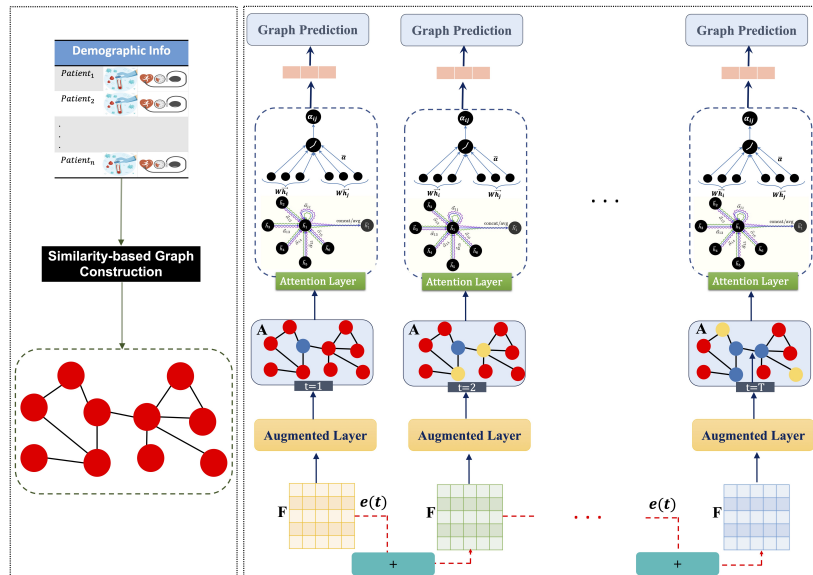 Demographic Info
Patient1
Patient2
.
.
.
Patientn
Similarity-based Graph
Construction
Graph Prediction
αij
Whi
Whj
concat/avg
Attention Layer
A
t=1
Augmented Layer
F
e(t)
+
Graph Prediction
αij
a
Whi
Whj
concat/avg
Attention Layer
A
t=2
Augmented Layer
F
. . .
. . .
Graph Prediction
αij
a
Whi
Whj
concat/avg
Attention Layer
A
t=T
Augmented Layer
F
e(t)
+